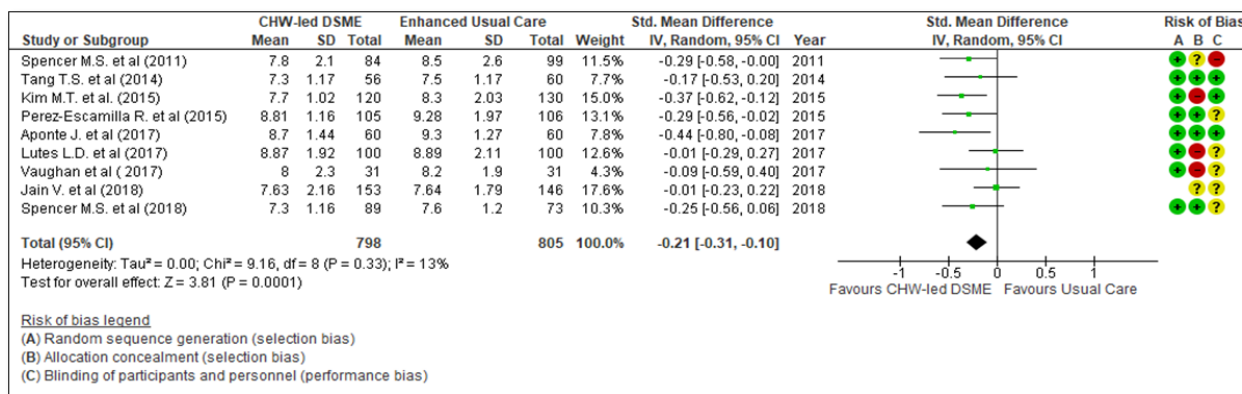 CHW-led DSME Enhanced Usual Care Std. Mean Difference Std. Mean Difference Risk of Bias
Study or Subgroup Mean SD Total Mean SD Total Weight IV, Random, 95% CI Year IV, Random, 95% CI A B C
Spencer M.S. et al (2011) 7.8 2.1 84 8.5 2.6 99 11.5% -0.29 [-0.58, -0.00] 2011 + ? −
Tang T.S. et al (2014) 7.3 1.17 56 7.5 1.17 60 7.5% -0.17 [-0.53, 0.20] 2014 + + +
Kim M.T. et al. (2015) 7.7 1.02 120 8.3 2.03 130 15.0% -0.37 [-0.62, -0.12] 2015 + − +
Perez-Escamilla R. et al (2015) 8.81 1.16 105 9.28 1.97 106 13.1% -0.29 [-0.56, -0.02] 2015 + + ?
Aponte J. et al (2017) 8.7 1.44 60 9.3 1.27 60 7.2% -0.44 [-0.80, -0.08] 2017 + + +
Lutes L.D. et al (2017) 8.87 1.92 100 8.89 2.11 100 12.6% -0.01 [-0.29, 0.27] 2017 + − ?
Vaughan et al ( 2017) 8 2.3 31 8.2 1.9 31 4.3% -0.09 [-0.59, 0.40] 2017 + − ?
Jain V. et al (2018) 7.63 2.16 153 7.64 1.79 146 17.6% -0.01 [-0.23, 0.22] 2018 ? ?
Spencer M.S. et al (2018) 7.3 1.16 89 7.6 1.2 73 10.3% -0.25 [-0.56, 0.06] 2018 + + ?
Total (95% CI) 798 805 100.0% -0.21 [-0.31, -0.10]
Heterogeneity: Tau² = 0.00; Chi² = 9.16, df = 8 (P = 0.33); I² = 13%
Test for overall effect: Z = 3.81 (P = 0.0001)
-1 -0.5 0 0.5 1
Favours CHW-led DSME Favours Usual Care
Risk of bias legend
(A) Random sequence generation (selection bias)
(B) Allocation concealment (selection bias)
(C) Blinding of participants and personnel (performance bias)